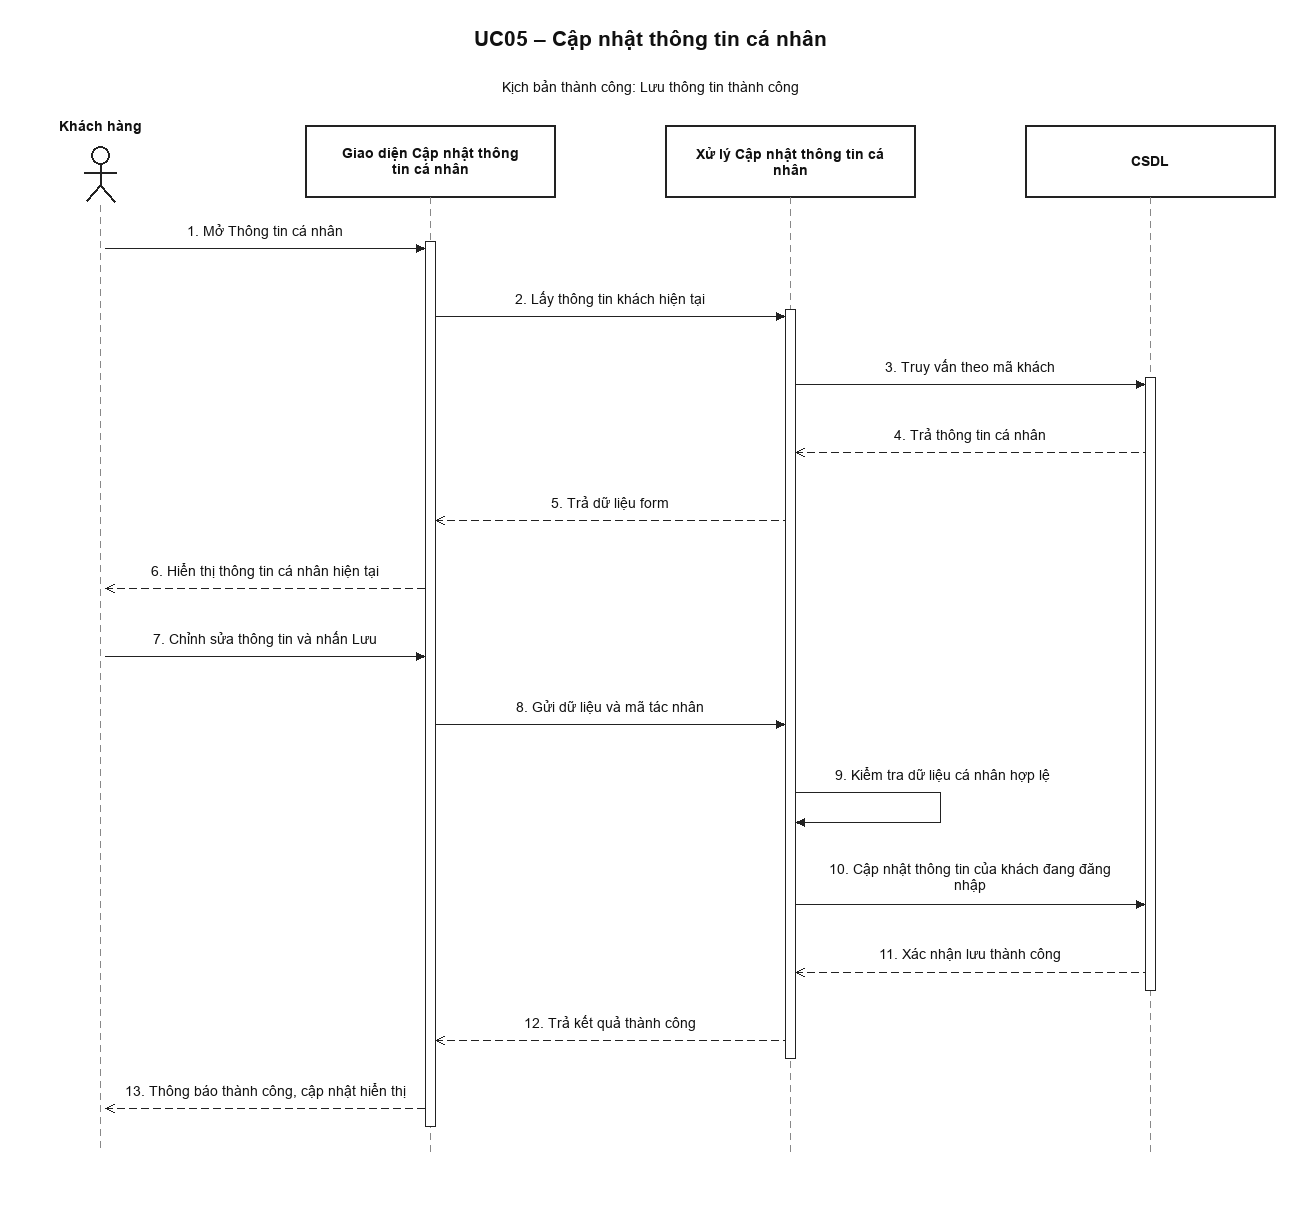 UC05 – Cập nhật thông tin cá nhân
Kịch bản thành công: Lưu thông tin thành công
Khách hàng
Giao diện Cập nhật thông
tin cá nhân
Xử lý Cập nhật thông tin cá
nhân
CSDL
1. Mở Thông tin cá nhân
2. Lấy thông tin khách hiện tại
3. Truy vấn theo mã khách
4. Trả thông tin cá nhân
5. Trả dữ liệu form
6. Hiển thị thông tin cá nhân hiện tại
7. Chỉnh sửa thông tin và nhấn Lưu
8. Gửi dữ liệu và mã tác nhân
9. Kiểm tra dữ liệu cá nhân hợp lệ
10. Cập nhật thông tin của khách đang đăng
nhập
11. Xác nhận lưu thành công
12. Trả kết quả thành công
13. Thông báo thành công, cập nhật hiển thị